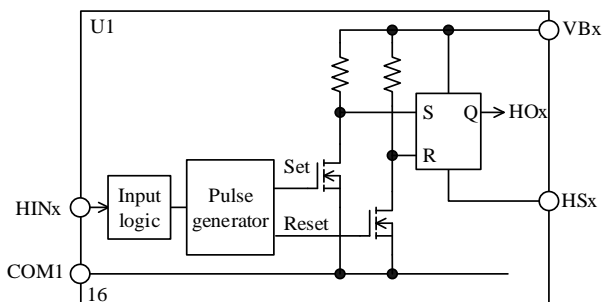 U1
VBx
S
Q
HOx
R
Set
Input
logic
Pulse
generator
HINx
HSx
Reset
COM1
16